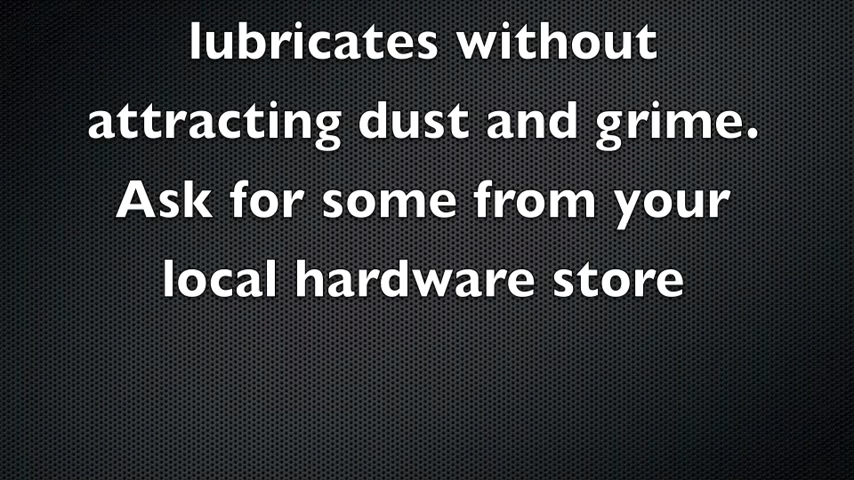 lubricates without
attracting dust and grime.
Ask for some from your
local hardware store